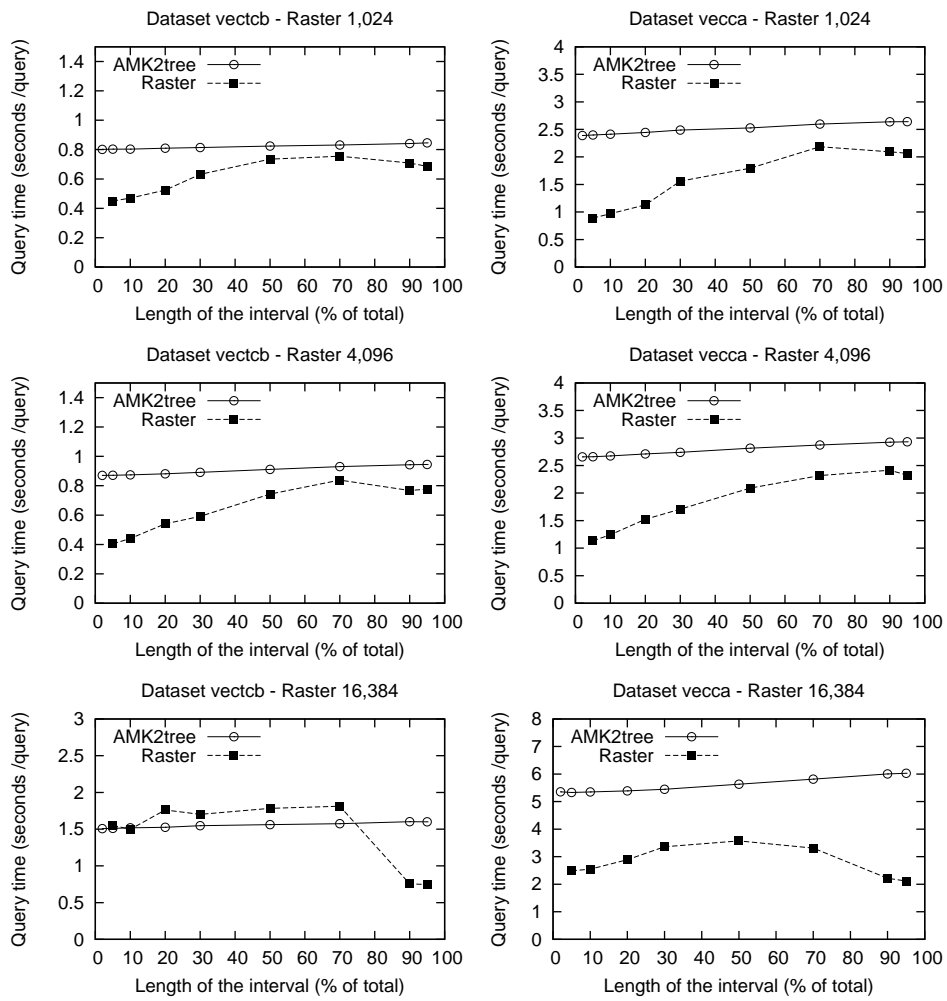 Dataset vectcb - Raster 1,024
Query time (seconds /query)
1.4
1.2
1
0.8
0.6
0.4
0.2
0
AMK2tree
Raster
0 10 20 30 40 50 60 70 80 90 100
Length of the interval (% of total)
Dataset vecca - Raster 1,024
Query time (seconds /query)
4
3.5
3
2.5
2
1.5
1
0.5
0
AMK2tree
Raster
0 10 20 30 40 50 60 70 80 90 100
Length of the interval (% of total)
Dataset vectcb - Raster 4,096
Query time (seconds /query)
1.4
1.2
1
0.8
0.6
0.4
0.2
0
AMK2tree
Raster
0 10 20 30 40 50 60 70 80 90 100
Length of the interval (% of total)
Dataset vecca - Raster 4,096
Query time (seconds /query)
4
3.5
3
2.5
2
1.5
1
0.5
0
AMK2tree
Raster
0 10 20 30 40 50 60 70 80 90 100
Length of the interval (% of total)
Dataset vectcb - Raster 16,384
Query time (seconds /query)
3
2.5
2
1.5
1
0.5
0
AMK2tree
Raster
10 20 30 40 50 60 70 80 90 100
Length of the interval (% of total)
Dataset vecca - Raster 16,384
Query time (seconds /query)
8
7
6
5
4
3
2
1
0
AMK2tree
Raster
0 10 20 30 40 50 60 70 80 90 100
Length of the interval (% of total)